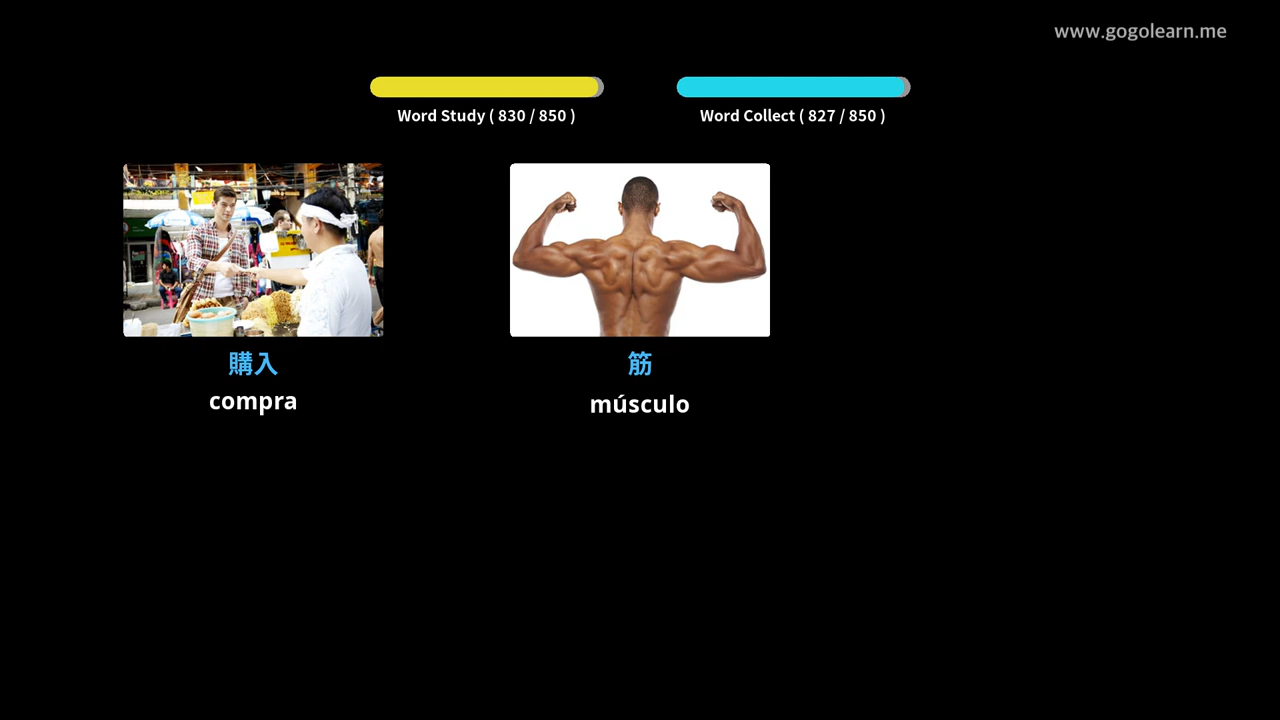 www.gogolearn.me
Word Study ( 830 / 850 )
Word Collect ( 827 / 850 )
購入
compra
筋
músculo